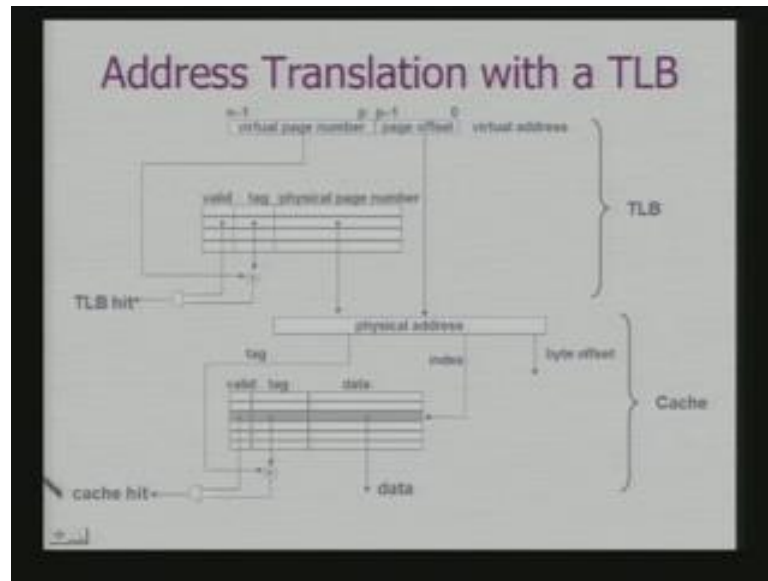 Address Translation with a TLB
n-1 p p-1 0
virtual page number page offset virtual address
valid tag physical page number
TLB
TLB hit
physical address
tag index byte offset
valid tag data
Cache
cache hit data